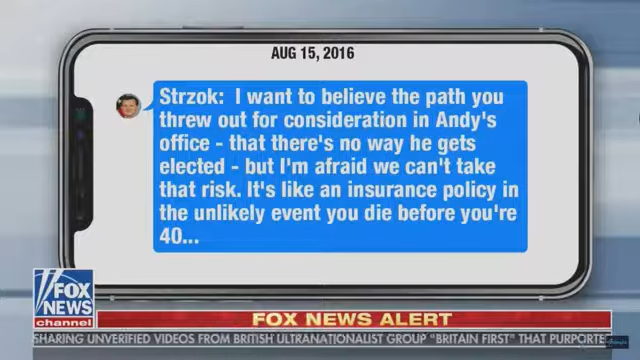 AUG 15, 2016
Strzok: I want to believe the path you
threw out for consideration in Andy's
office - that there's no way he gets
elected - but I'm afraid we can't take
that risk. It's like an insurance policy in
the unlikely event you die before you're
40...
FOX
NEWS
channel
FOX NEWS ALERT
SHARING UNVERIFIED VIDEOS FROM BRITISH ULTRANATIONALIST GROUP "BRITAIN FIRST" THAT PURPORTE